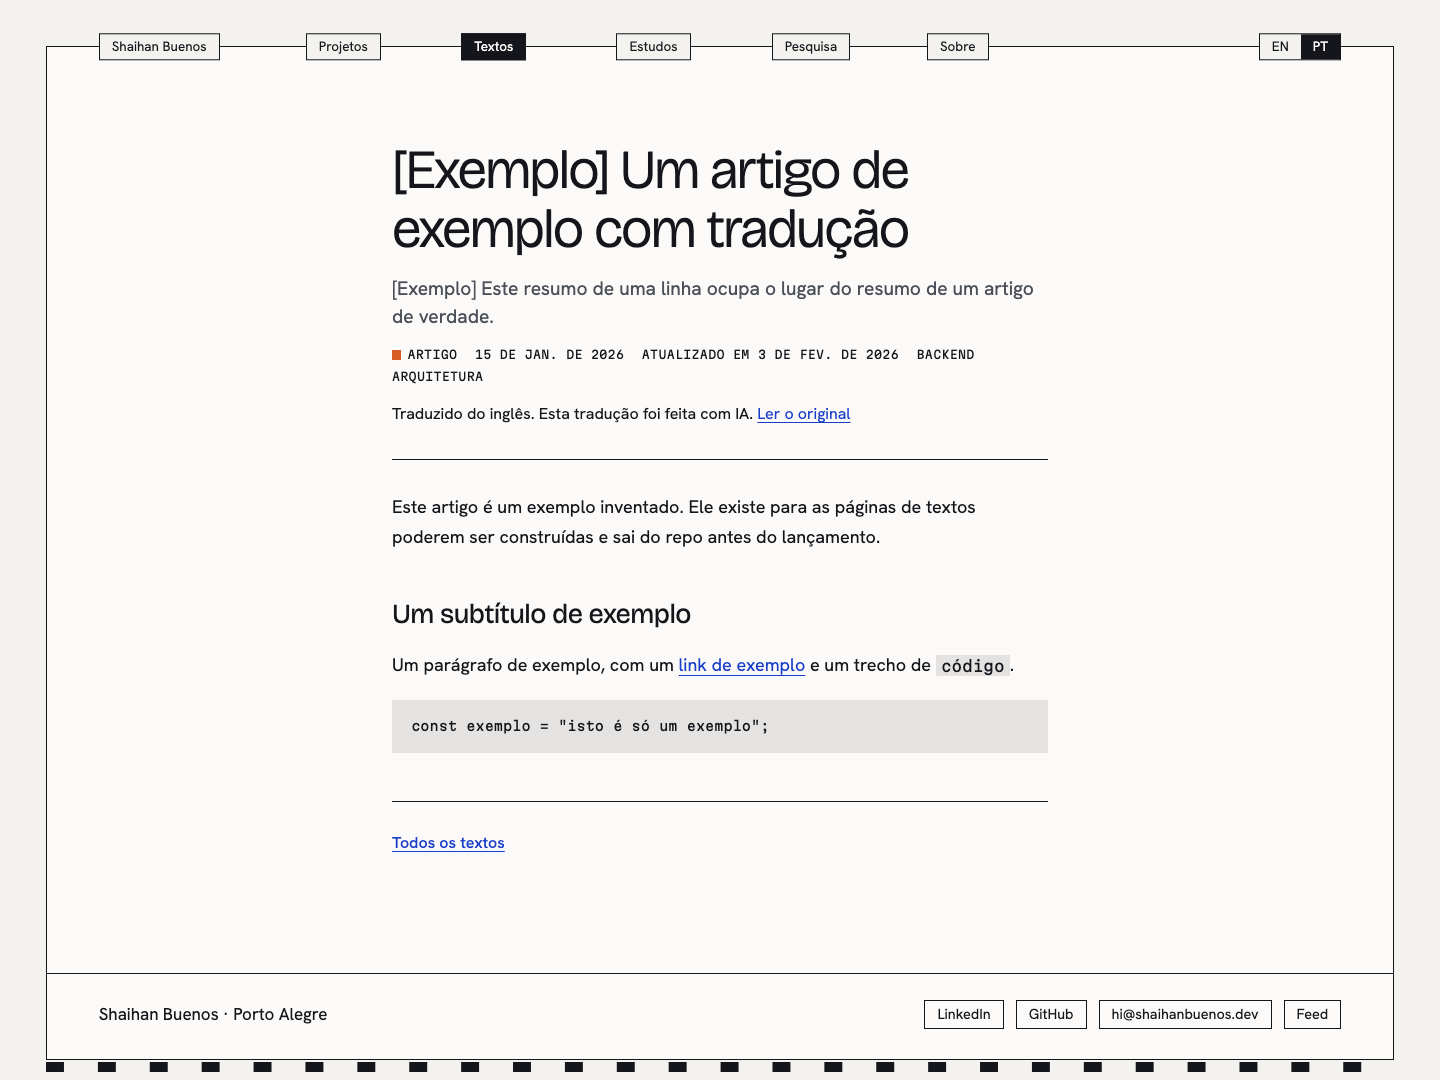 Shaihan Buenos
Projetos
Textos
Estudos
Pesquisa
Sobre
EN
PT
[Exemplo] Um artigo de
exemplo com tradução
[Exemplo] Este resumo de uma linha ocupa o lugar do resumo de um artigo
de verdade.
ARTIGO 15 DE JAN. DE 2026 ATUALIZADO EM 3 DE FEV. DE 2026 BACKEND
ARQUITETURA
Traduzido do inglês. Esta tradução foi feita com IA. Ler o original
Este artigo é um exemplo inventado. Ele existe para as páginas de textos
poderem ser construídas e sai do repo antes do lançamento.
Um subtítulo de exemplo
Um parágrafo de exemplo, com um link de exemplo e um trecho de código.
const exemplo = "isto é só um exemplo";
Todos os textos
Shaihan Buenos · Porto Alegre
LinkedIn
GitHub
hi@shaihanbuenos.dev
Feed